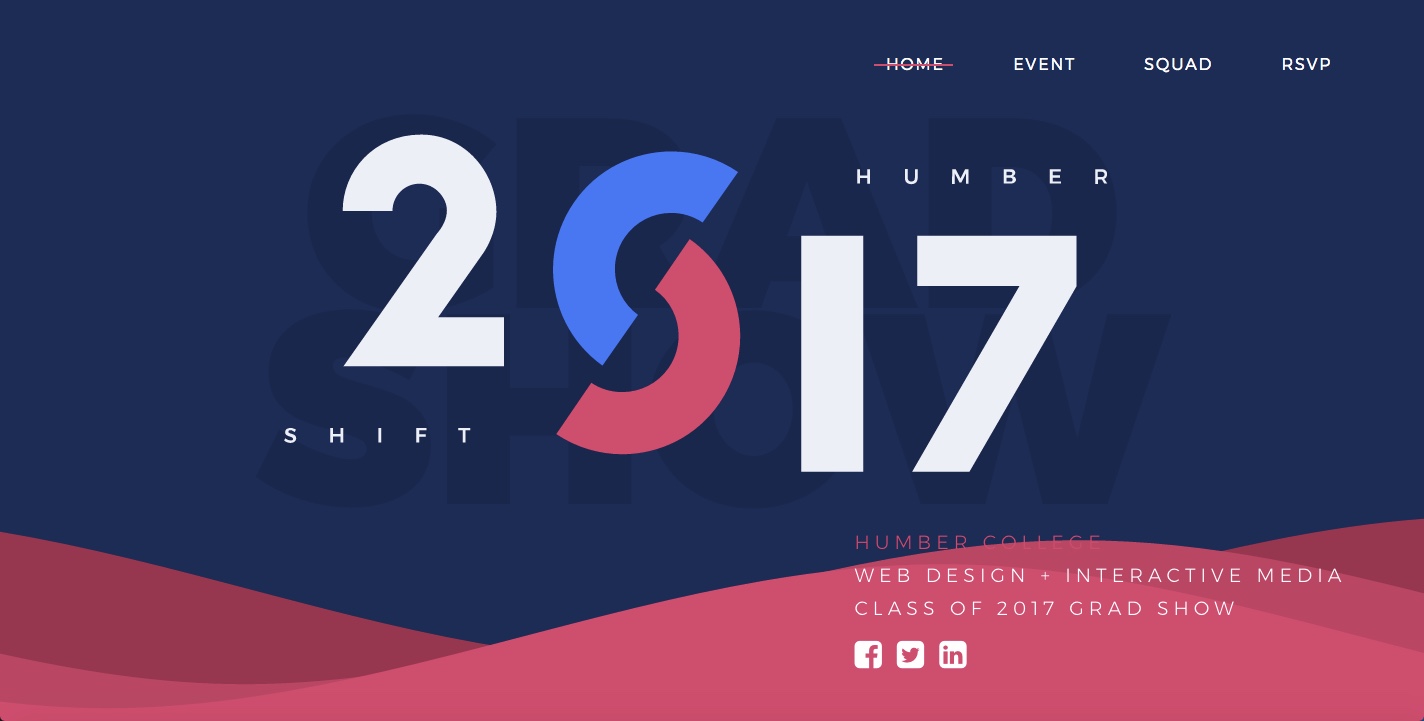 HOME EVENT SQUAD RSVP
GRAD
SHOW
HUMBER
2017
SHIFT
HUMBER COLLEGE
WEB DESIGN + INTERACTIVE MEDIA
CLASS OF 2017 GRAD SHOW